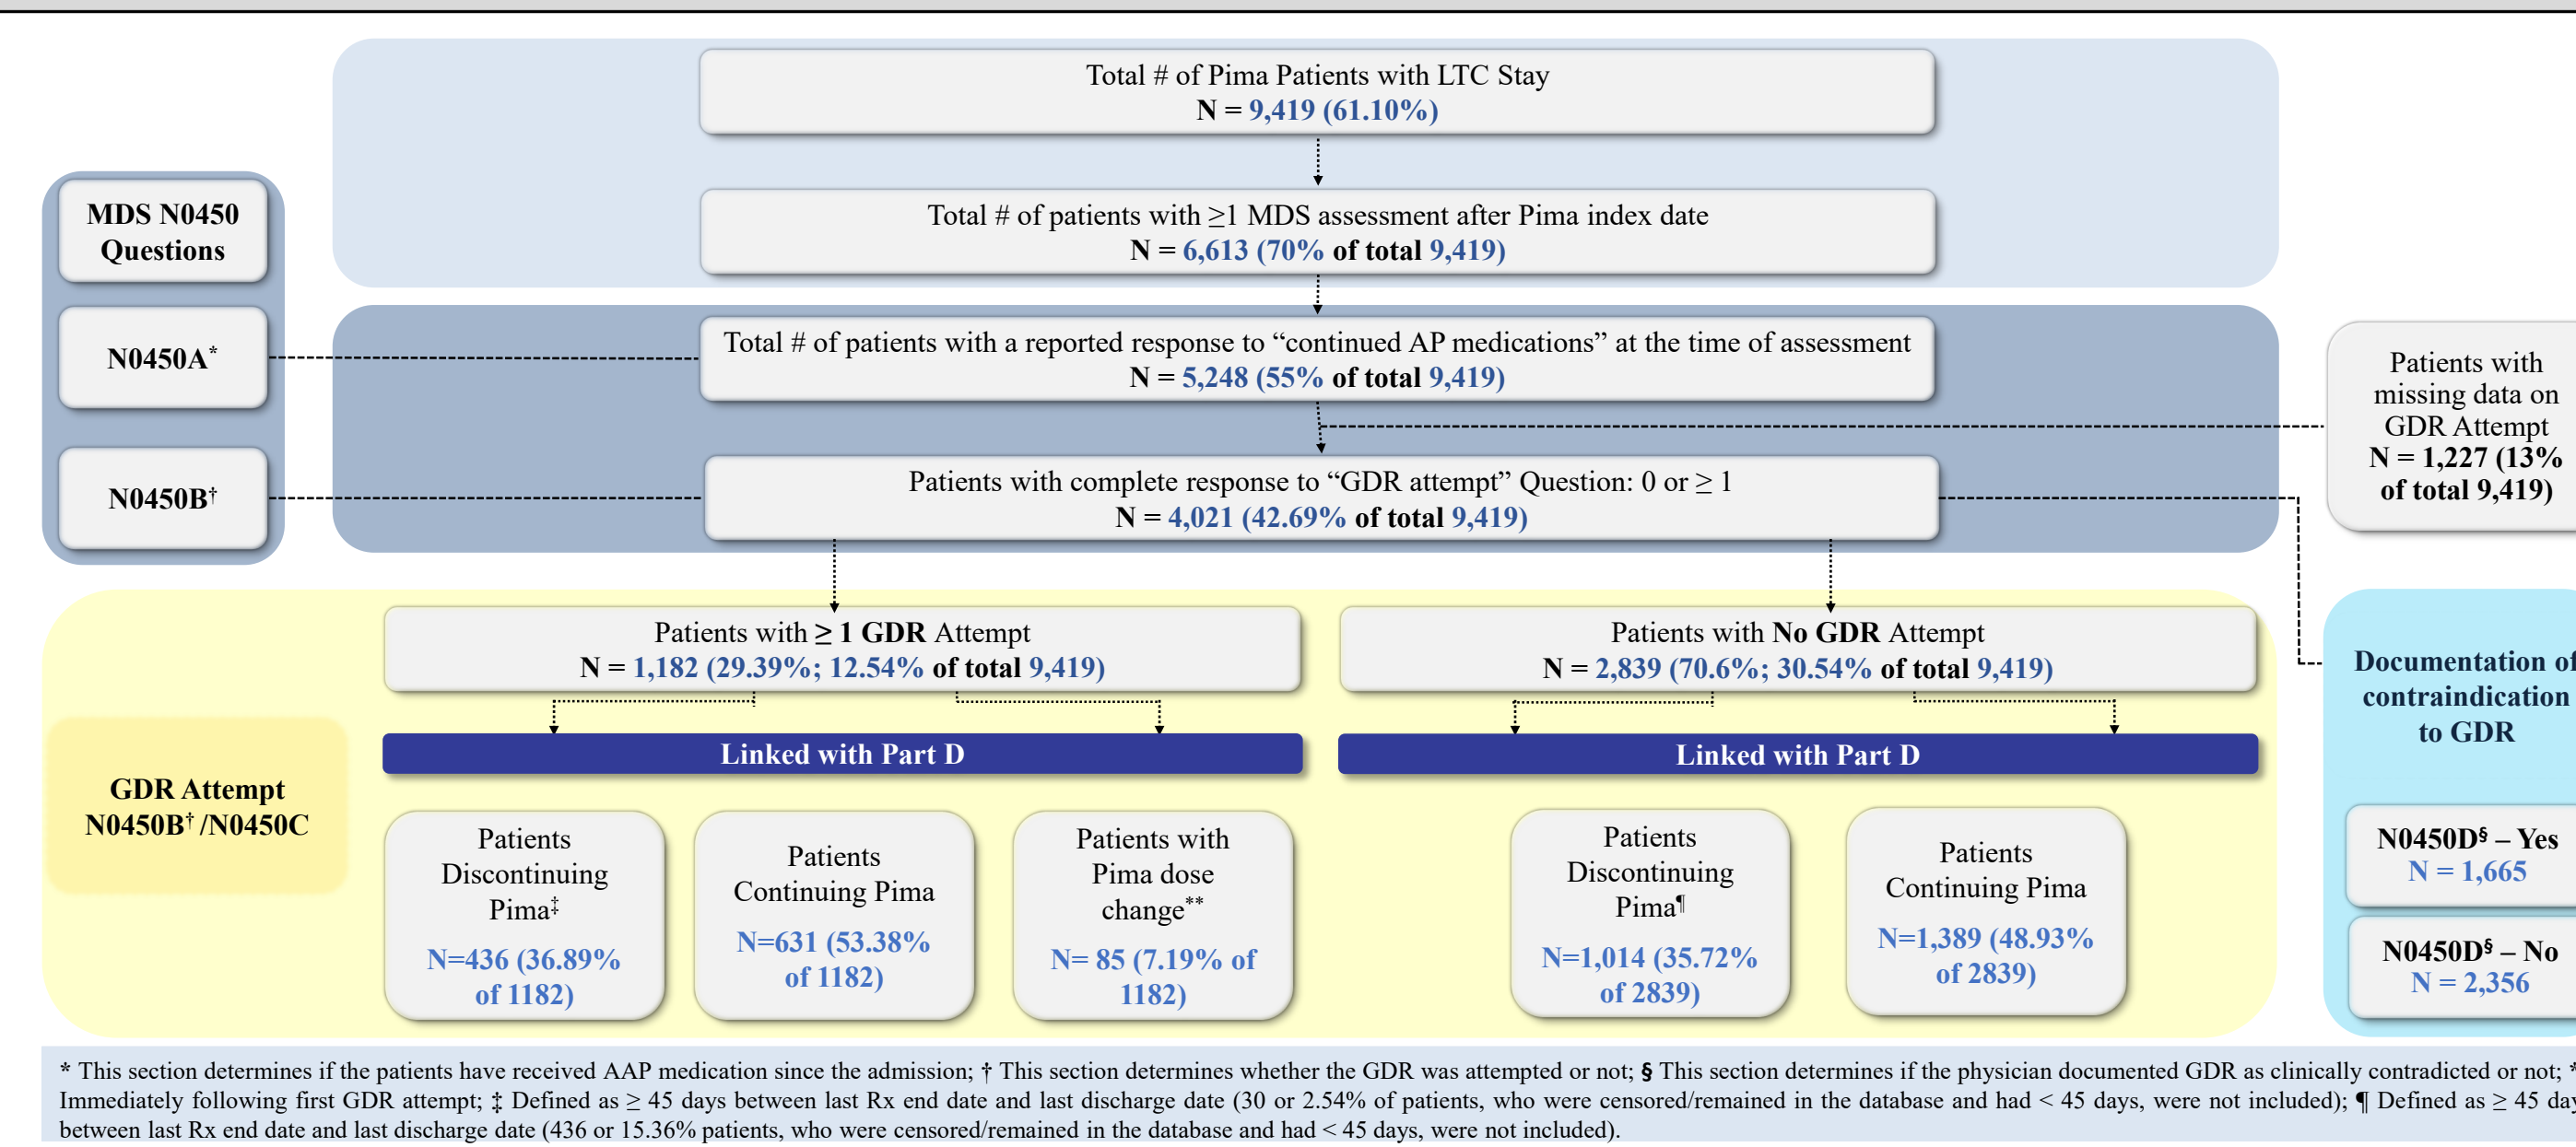 Total # of Pima Patients with LTC Stay
N = 9,419 (61.10%)
Total # of patients with ≥1 MDS assessment after Pima index date
N = 6,613 (70% of total 9,419)
MDS N0450
Questions
N0450A*
Total # of patients with a reported response to “continued AP medications” at the time of assessment
N = 5,248 (55% of total 9,419)
Patients with
missing data on
GDR Attempt
N = 1,227 (13%
of total 9,419)
N0450B†
Patients with complete response to “GDR attempt” Question: 0 or ≥ 1
N = 4,021 (42.69% of total 9,419)
Patients with ≥ 1 GDR Attempt
N = 1,182 (29.39%; 12.54% of total 9,419)
Patients with No GDR Attempt
N = 2,839 (70.6%; 30.54% of total 9,419)
Linked with Part D
Linked with Part D
GDR Attempt
N0450B† /N0450C
Patients
Discontinuing
Pima‡
N=436 (36.89%
of 1182)
Patients
Continuing Pima
N=631 (53.38%
of 1182)
Patients with
Pima dose
change**
N= 85 (7.19% of
1182)
Patients
Discontinuing
Pima¶
N=1,014 (35.72%
of 2839)
Patients
Continuing Pima
N=1,389 (48.93%
of 2839)
Documentation of
contraindication
to GDR
N0450D§ – Yes
N = 1,665
N0450D§ – No
N = 2,356
* This section determines if the patients have received AAP medication since the admission; † This section determines whether the GDR was attempted or not; § This section determines if the physician documented GDR as clinically contradicted or not; *
Immediately following first GDR attempt; ‡ Defined as ≥ 45 days between last Rx end date and last discharge date (30 or 2.54% of patients, who were censored/remained in the database and had < 45 days, were not included); ¶ Defined as ≥ 45 day
between last Rx end date and last discharge date (436 or 15.36% patients, who were censored/remained in the database and had < 45 days, were not included).